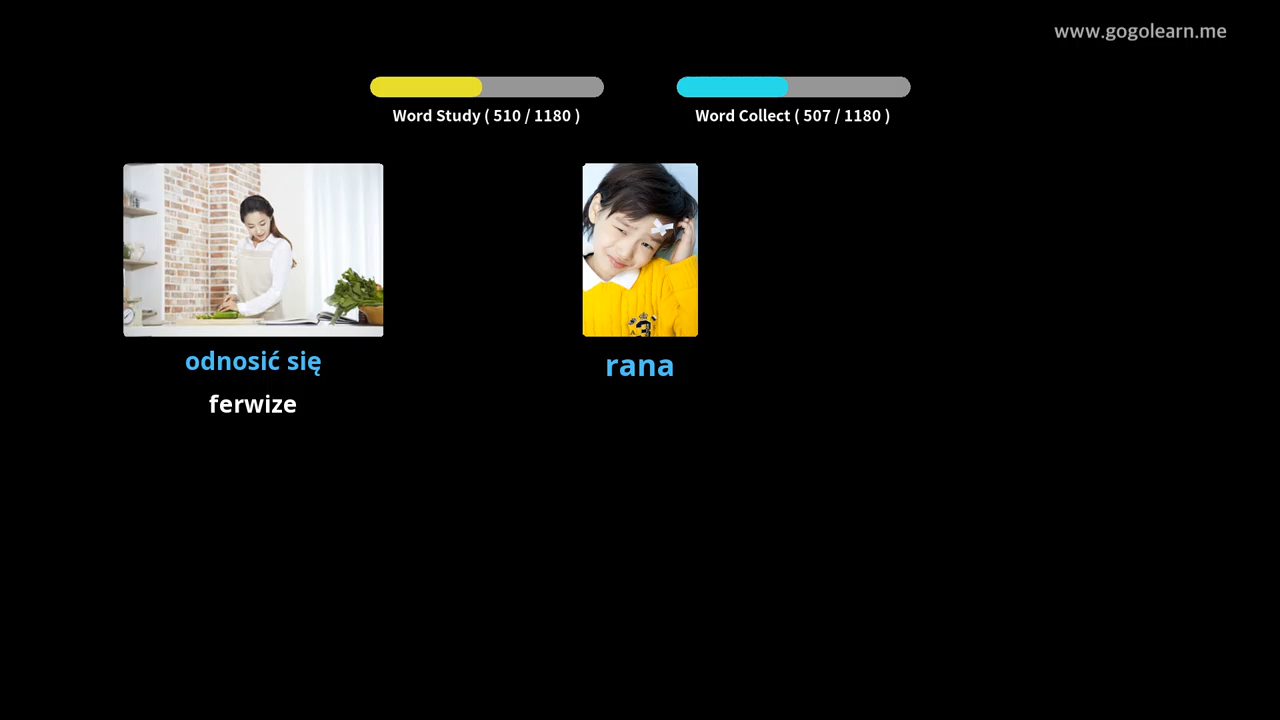 www.gogolearn.me
Word Study ( 510 / 1180 )
Word Collect ( 507 / 1180 )
odnosić się
ferwize
rana